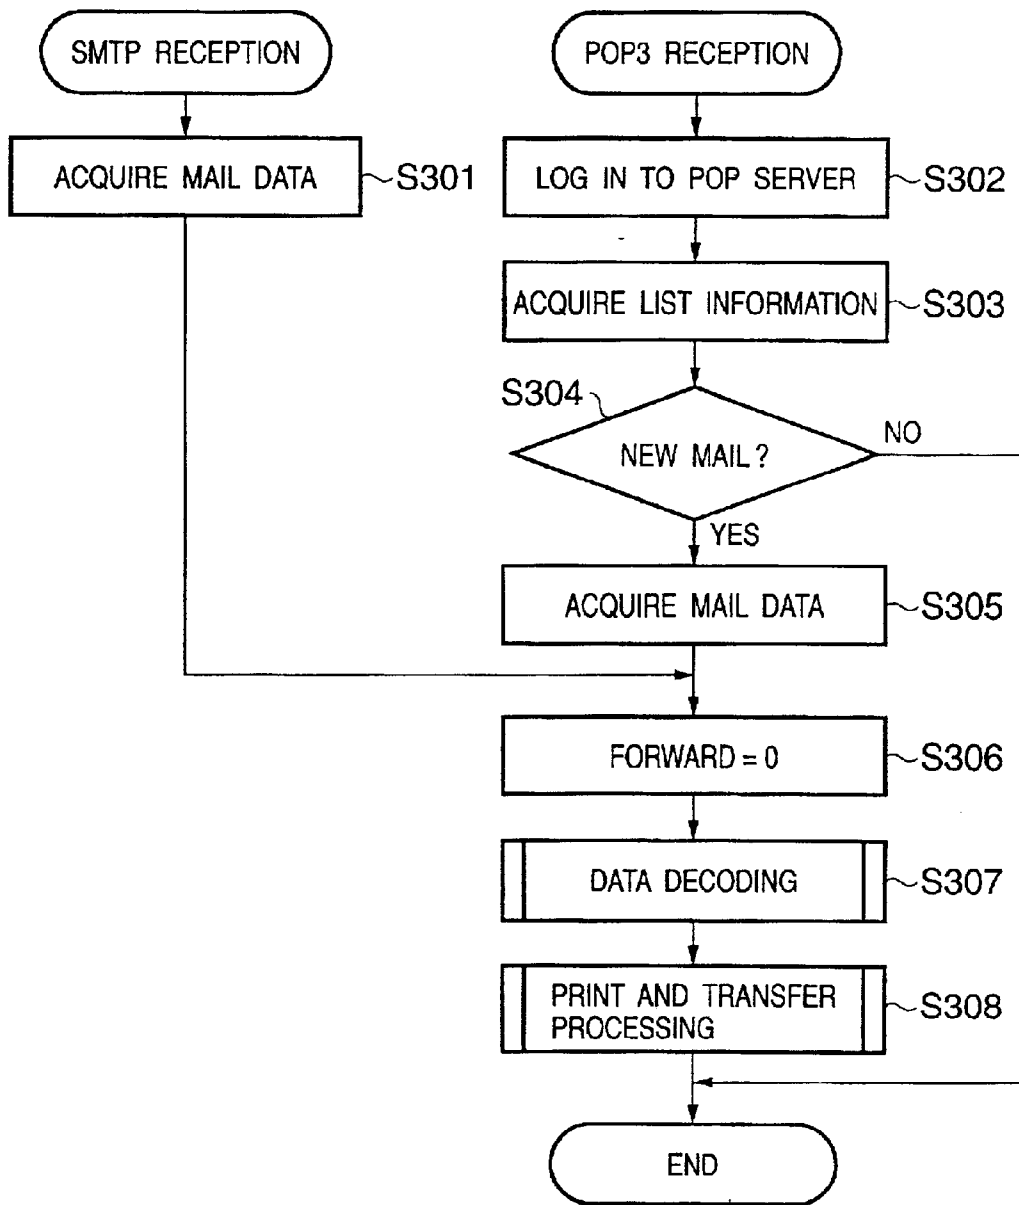 SMTP RECEPTION
ACQUIRE MAIL DATA
S301
POP3 RECEPTION
LOG IN TO POP SERVER
S302
ACQUIRE LIST INFORMATION
S303
S304
NEW MAIL?
NO
YES
ACQUIRE MAIL DATA
S305
FORWARD = 0
S306
DATA DECODING
S307
PRINT AND TRANSFER
PROCESSING
S308
END